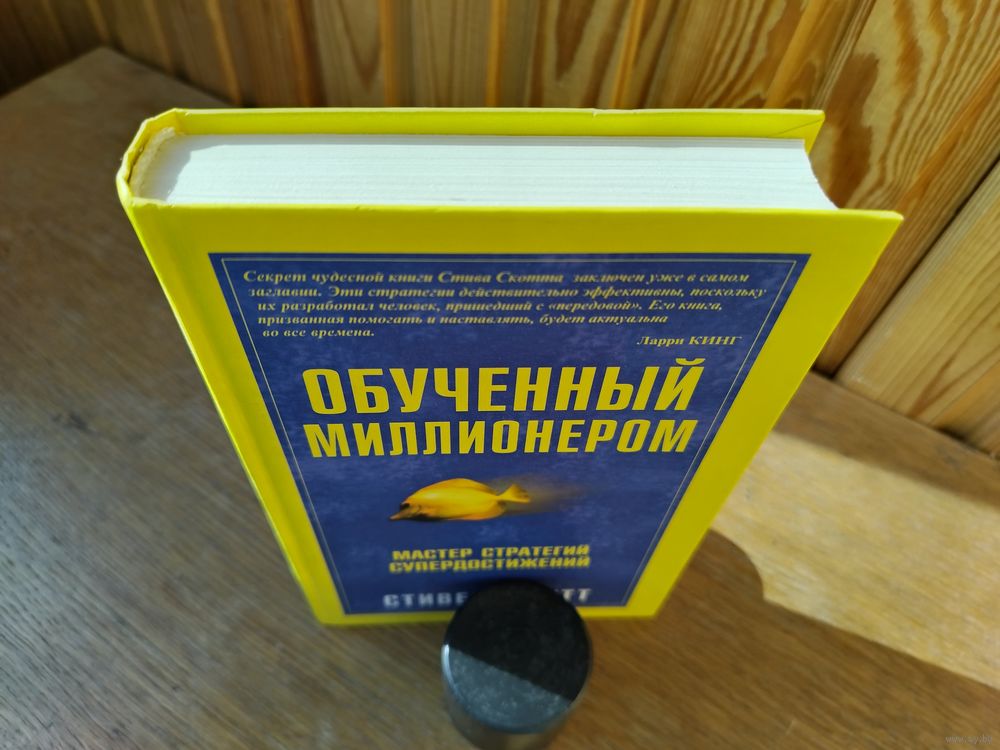 Секрет чудесной книги Стива Скотта заключен уже в самом
заглавии. Эти стратегии действительно эффективны, поскольку
их разработал человек, пришедший с «передовой». Его книга,
призванная помогать и наставлять, будет актуальна
во все времена.
Ларри КИНГ
ОБУЧЕННЫЙ
МИЛЛИОНЕРОМ
МАСТЕР СТРАТЕГИЙ
СУПЕРДОСТИЖЕНИЙ